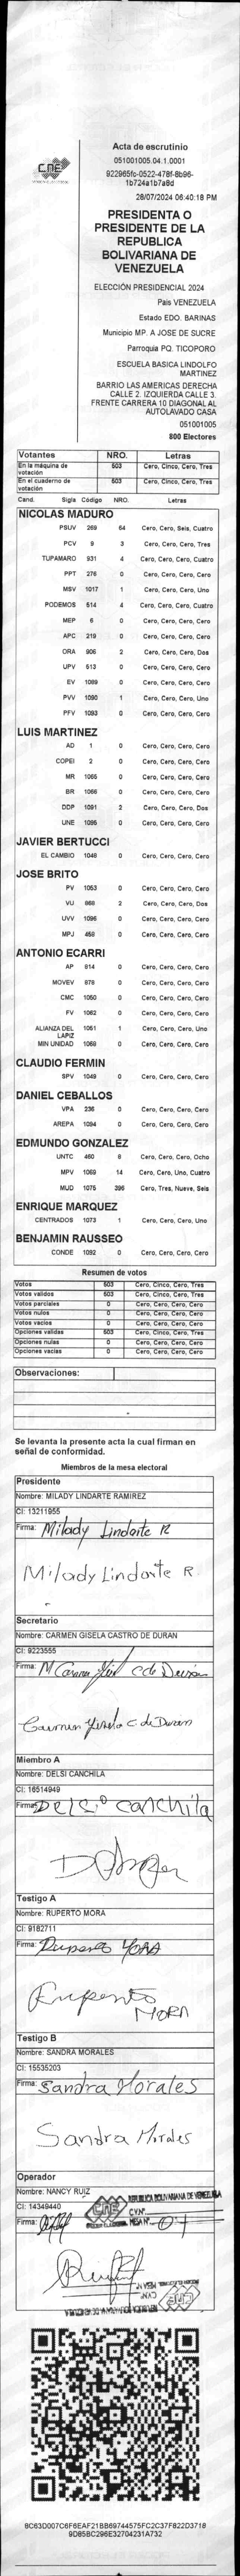 CNE
Acta de escrutinio
051001005.04.1.0001
922965fc-0522-478f-8b96-
1b724a1b7a8d
28/07/2024 06:40:18 PM
PRESIDENTA O
PRESIDENTE DE LA
REPUBLICA
BOLIVARIANA DE
VENEZUELA
ELECCIÓN PRESIDENCIAL 2024
Pais VENEZUELA
Estado EDO. BARINAS
Municipio MP. A JOSE DE SUCRE
Parroquia PQ. TICOPORO
ESCUELA BASICA LINDOLFO
MARTINEZ
BARRIO LAS AMERICAS DERECHA
CALLE 2. IZQUIERDA CALLE 3.
FRENTE CARRERA 10 DIAGONAL AL
AUTOLAVADO CASA
051001005
800 Electores
Votantes NRO. Letras
En la máquina de votación 503 Cero, Cinco, Cero, Tres
En el cuaderno de votación 503 Cero, Cinco, Cero, Tres
Cand. Sigla Código NRO. Letras
NICOLAS MADURO
PSUV 269 64 Cero, Cero, Seis, Cuatro
PCV 9 3 Cero, Cero, Cero, Tres
TUPAMARO 931 4 Cero, Cero, Cero, Cuatro
PPT 276 0 Cero, Cero, Cero, Cero
MSV 1017 1 Cero, Cero, Cero, Uno
PODEMOS 514 4 Cero, Cero, Cero, Cuatro
MEP 6 0 Cero, Cero, Cero, Cero
APC 219 0 Cero, Cero, Cero, Cero
ORA 906 2 Cero, Cero, Cero, Dos
UPV 513 0 Cero, Cero, Cero, Cero
EV 1089 0 Cero, Cero, Cero, Cero
PVV 1090 1 Cero, Cero, Cero, Uno
PFV 1093 0 Cero, Cero, Cero, Cero
LUIS MARTINEZ
AD 1 0 Cero, Cero, Cero, Cero
COPEI 2 0 Cero, Cero, Cero, Cero
MR 1065 0 Cero, Cero, Cero, Cero
BR 1066 0 Cero, Cero, Cero, Cero
DDP 1091 2 Cero, Cero, Cero, Dos
UNE 1095 0 Cero, Cero, Cero, Cero
JAVIER BERTUCCI
EL CAMBIO 1048 0 Cero, Cero, Cero, Cero
JOSE BRITO
PV 1053 0 Cero, Cero, Cero, Cero
VU 868 2 Cero, Cero, Cero, Dos
UVV 1096 0 Cero, Cero, Cero, Cero
MPJ 458 0 Cero, Cero, Cero, Cero
ANTONIO ECARRI
AP 814 0 Cero, Cero, Cero, Cero
MOVEV 878 0 Cero, Cero, Cero, Cero
CMC 1050 0 Cero, Cero, Cero, Cero
FV 1062 0 Cero, Cero, Cero, Cero
ALIANZA DEL LAPIZ 1051 1 Cero, Cero, Cero, Uno
MIN UNIDAD 1068 0 Cero, Cero, Cero, Cero
CLAUDIO FERMIN
SPV 1049 0 Cero, Cero, Cero, Cero
DANIEL CEBALLOS
VPA 236 0 Cero, Cero, Cero, Cero
AREPA 1094 0 Cero, Cero, Cero, Cero
EDMUNDO GONZALEZ
UNTC 460 8 Cero, Cero, Cero, Ocho
MPV 1069 14 Cero, Cero, Uno, Cuatro
MUD 1075 396 Cero, Tres, Nueve, Seis
ENRIQUE MARQUEZ
CENTRADOS 1073 1 Cero, Cero, Cero, Uno
BENJAMIN RAUSSEO
CONDE 1092 0 Cero, Cero, Cero, Cero
Resumen de votos
Votos 503 Cero, Cinco, Cero, Tres
Votos validos 503 Cero, Cinco, Cero, Tres
Votos parciales 0 Cero, Cero, Cero, Cero
Votos nulos 0 Cero, Cero, Cero, Cero
Votos vacios 0 Cero, Cero, Cero, Cero
Opciones validas 503 Cero, Cinco, Cero, Tres
Opciones nulas 0 Cero, Cero, Cero, Cero
Opciones vacias 0 Cero, Cero, Cero, Cero
Observaciones:
Se levanta la presente acta la cual firman en
señal de conformidad.
Miembros de la mesa electoral
Presidente
Nombre: MILADY LINDARTE RAMIREZ
CI: 13211955
Firma: Milady Lindarte R
Milady Lindarte R.
Secretario
Nombre: CARMEN GISELA CASTRO DE DURAN
CI: 9223555
Firma: C de Duran
Carmen Gisela C. de Duran
Miembro A
Nombre: DELSI CANCHILA
CI: 16514949
Firma: Delsi canchila
Testigo A
Nombre: RUPERTO MORA
CI: 9182711
Firma: Ruperto MORA
Ruperto MORA
Testigo B
Nombre: SANDRA MORALES
CI: 15535203
Firma: Sandra Morales
Sandra Morales
Operador
Nombre: NANCY RUIZ
CI: 14349440
REPUBLICA BOLIVARIANA DE VENEZUELA
CNE
C.V.Nº
PODER ELECTORAL MESA Nº 01
Firma:
8C63D007C6F6EAF21BB69744575FC2C37F822D3718
9D85BC296E32704231A732